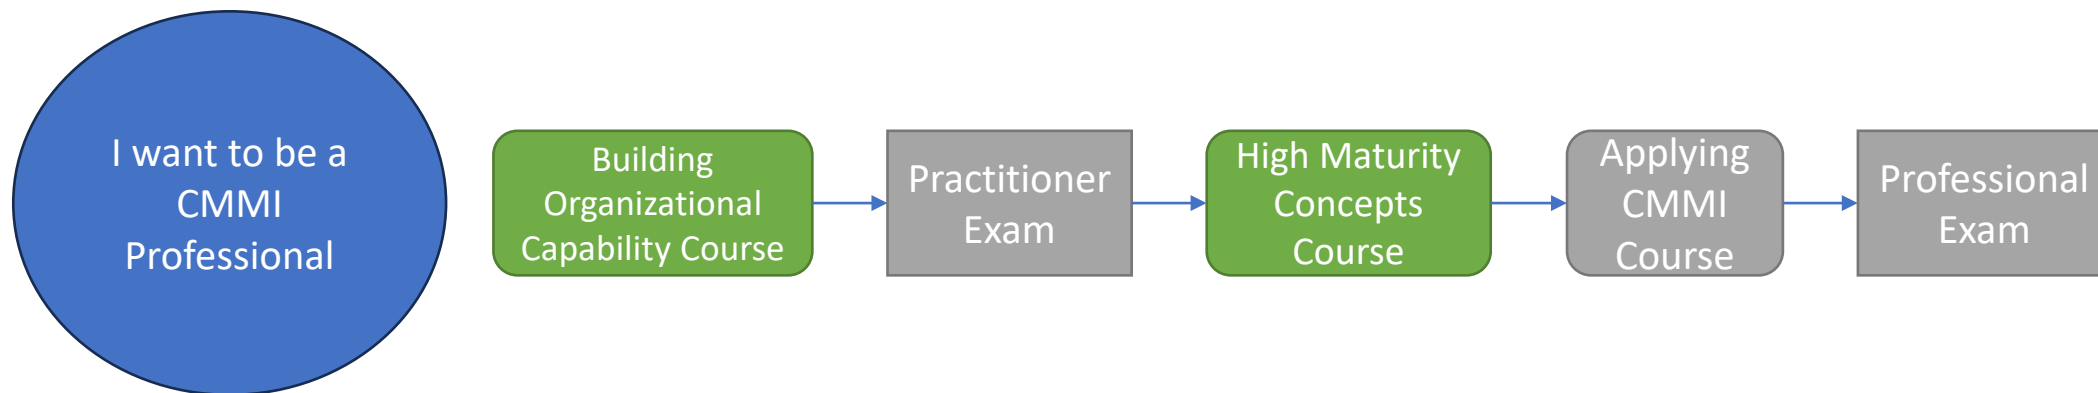 I want to be a
CMMI
Professional
Building
Organizational
Capability Course
Practitioner
Exam
High Maturity
Concepts
Course
Applying
CMMI
Course
Professional
Exam